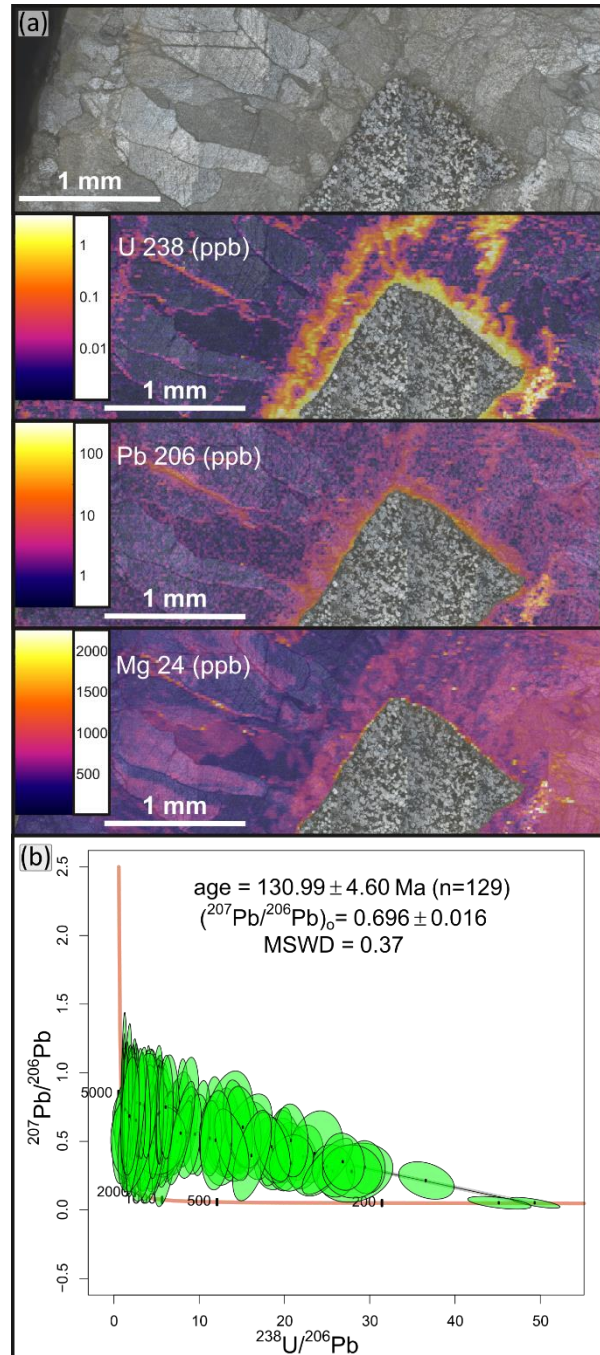 (a)
1 mm
U 238 (ppb)
1
0.1
0.01
1 mm
Pb 206 (ppb)
100
10
1
1 mm
Mg 24 (ppb)
2000
1500
1000
500
1 mm
(b)
age = 130.99 ± 4.60 Ma (n=129)
(²⁰⁷Pb/²⁰⁶Pb)ₒ= 0.696 ± 0.016
MSWD = 0.37
²⁰⁷Pb/²⁰⁶Pb
2.5
2.0
1.5
1.0
0.5
0.0
−0.5
5000
2000
1000
500
200
0
10
20
30
40
50
²³⁸U/²⁰⁶Pb